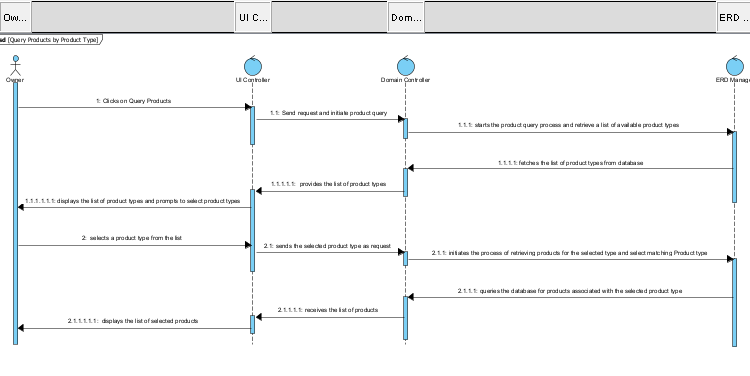 Ow...
UI C...
Dom...
ERD ...
sd [Query Products by Product Type]
Owner
UI Controller
Domain Controller
ERD Manage
1: Clicks on Query Products
1.1: Send request and initiate product query
1.1.1: starts the product query process and retrieve a list of available product types
1.1.1.1: fetches the list of product types from database
1.1.1.1.1: provides the list of product types
1.1.1.1.1.1: displays the list of product types and prompts to select product types
2: selects a product type from the list
2.1: sends the selected product type as request
2.1.1: initiates the process of retrieving products for the selected type and select matching Product type
2.1.1.1: queries the database for products associated with the selected product type
2.1.1.1.1: receives the list of products
2.1.1.1.1.1: displays the list of selected products